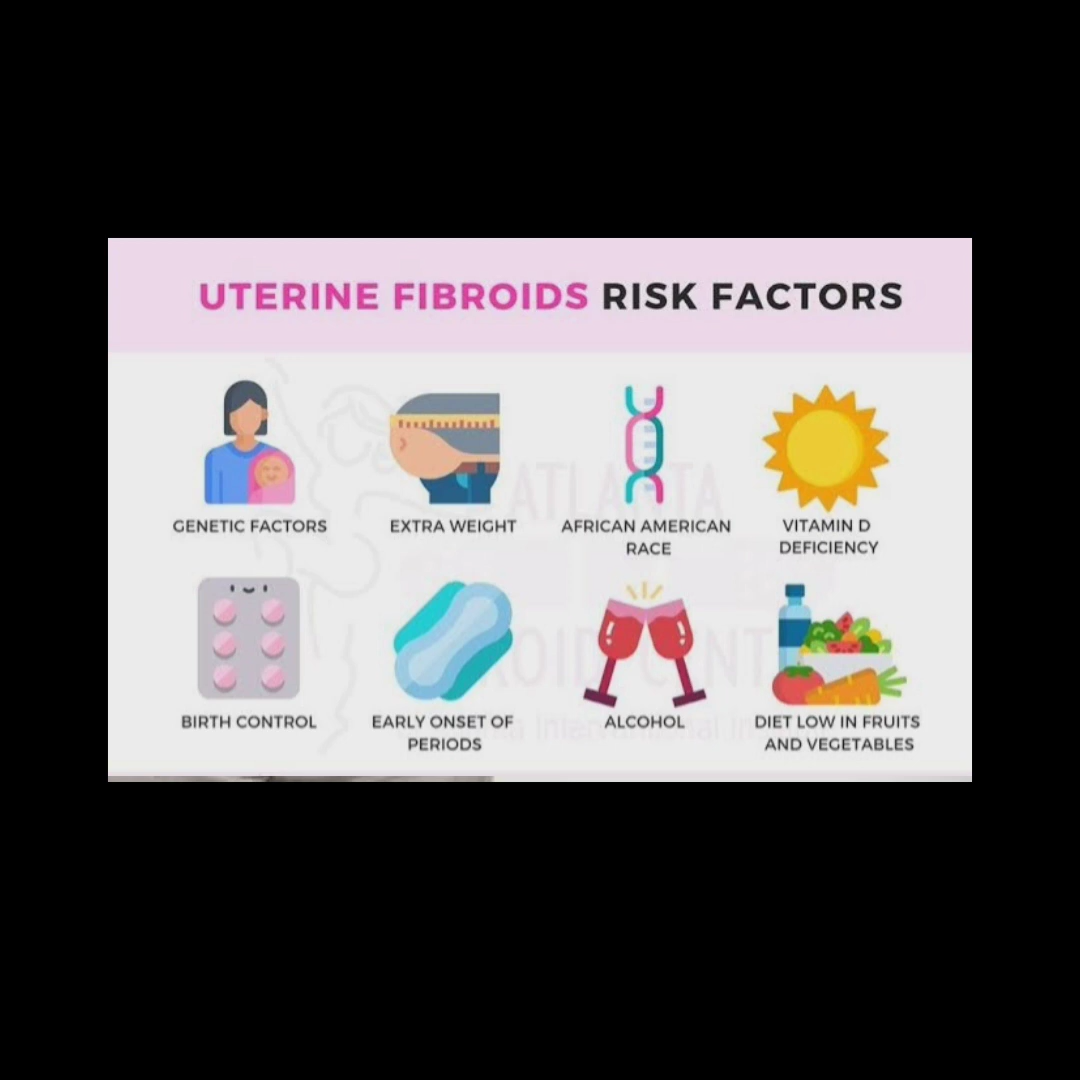 UTERINE FIBROIDS RISK FACTORS
GENETIC FACTORS
EXTRA WEIGHT
AFRICAN AMERICAN
RACE
VITAMIN D
DEFICIENCY
BIRTH CONTROL
EARLY ONSET OF
PERIODS
ALCOHOL
DIET LOW IN FRUITS
AND VEGETABLES
ATLANTA